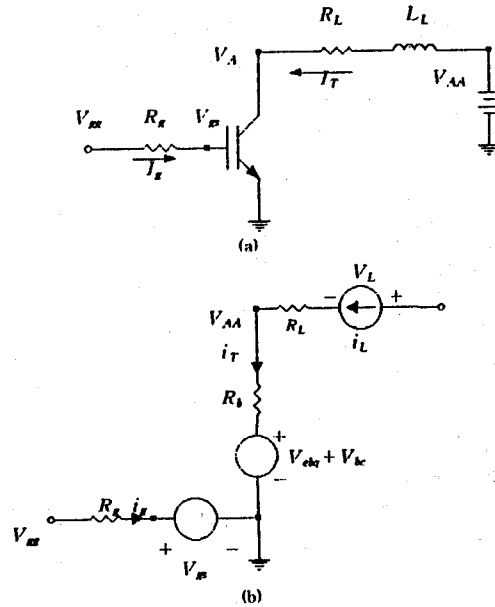 R_L L_L
V_A
I_T
V_AA
V_gg R_g V_gs
I_g
(a)
V_L
V_AA R_L - +
i_L
i_T
R_b
+
V_ebq + V_bc
-
R_g i_g
V_gg + -
V_gs
(b)